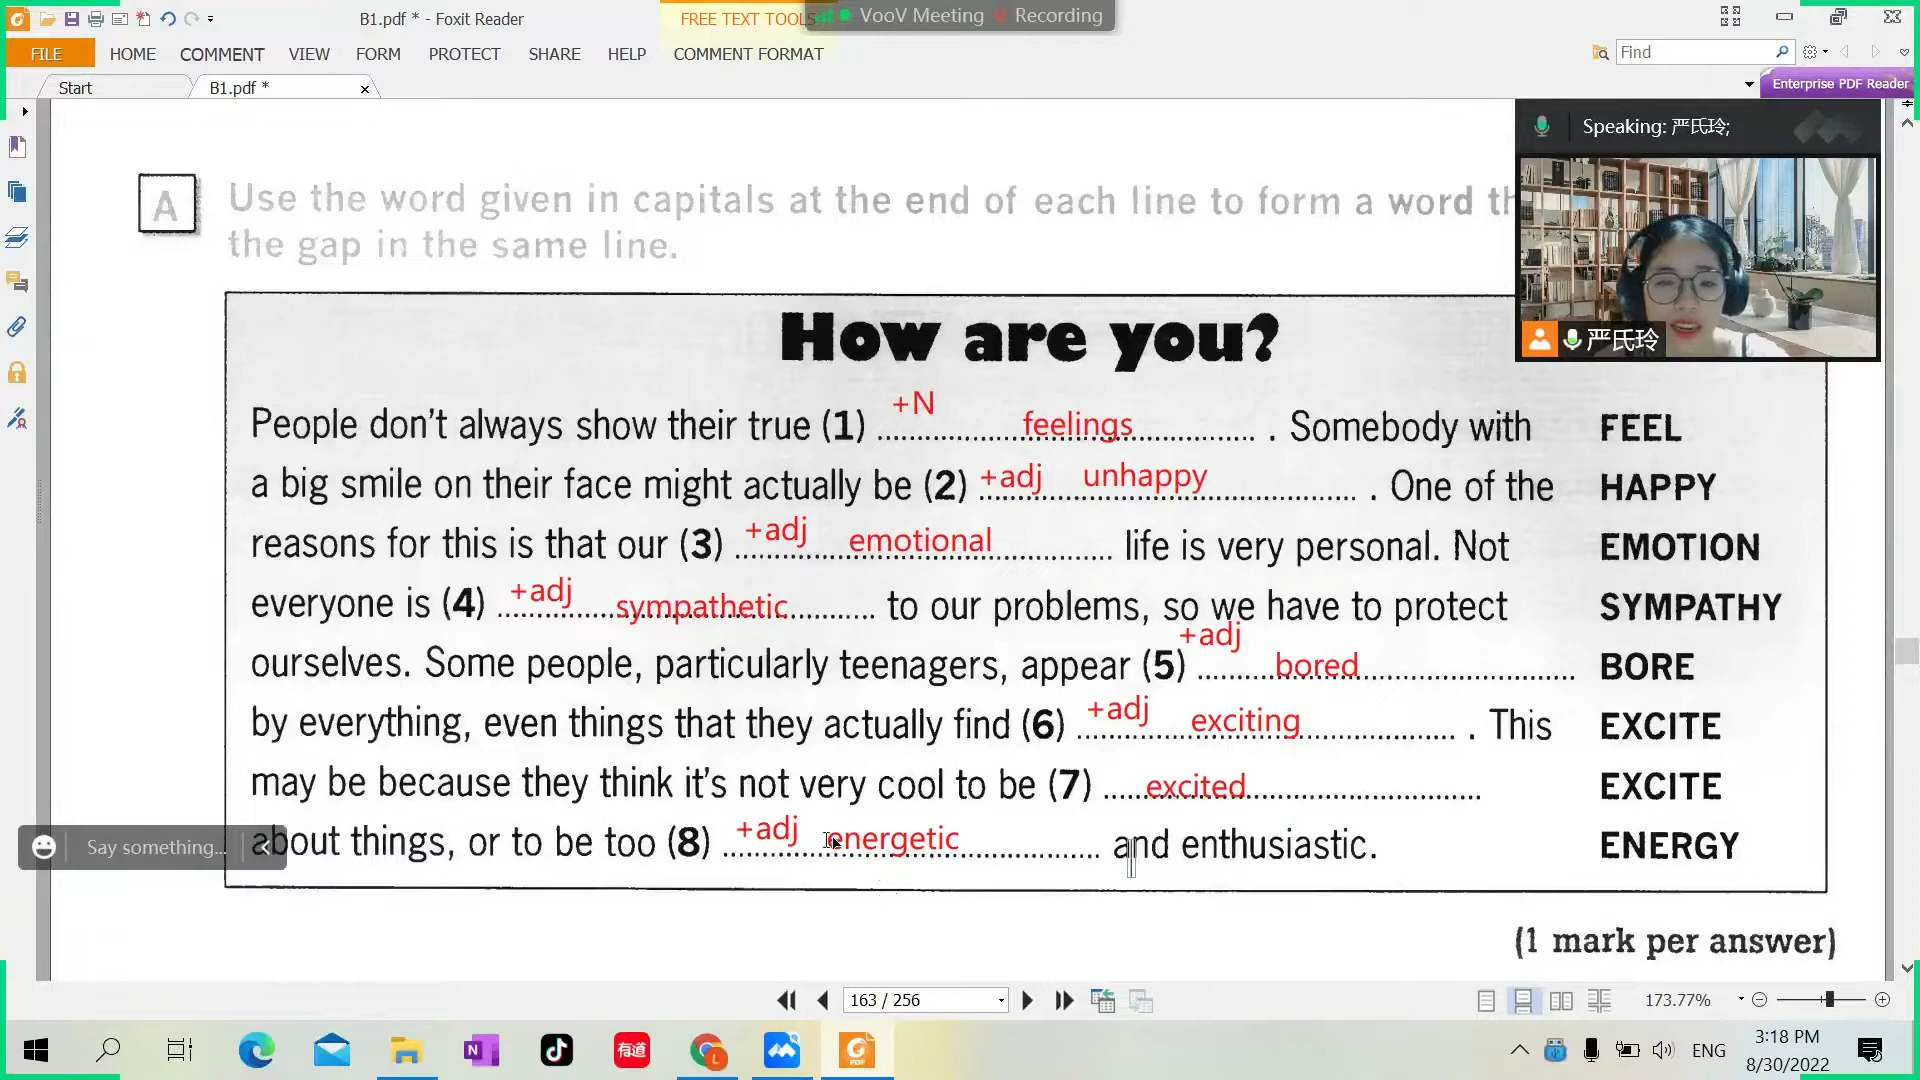 B1.pdf * - Foxit Reader
FREE TEXT TOOLS
VooV Meeting
Recording
FILE HOME COMMENT VIEW FORM PROTECT SHARE HELP COMMENT FORMAT
Find
Start
B1.pdf *
Enterprise PDF Reader
Speaking: 严氏玲;
严氏玲
A
Use the word given in capitals at the end of each line to form a word th
the gap in the same line.
How are you?
+N
People don't always show their true (1) feelings . Somebody with FEEL
a big smile on their face might actually be (2) +adj unhappy . One of the HAPPY
reasons for this is that our (3) +adj emotional life is very personal. Not EMOTION
everyone is (4) +adj sympathetic to our problems, so we have to protect SYMPATHY
+adj
ourselves. Some people, particularly teenagers, appear (5) bored BORE
by everything, even things that they actually find (6) +adj exciting . This EXCITE
may be because they think it's not very cool to be (7) excited EXCITE
about things, or to be too (8) +adj energetic and enthusiastic. ENERGY
Say something...
(1 mark per answer)
163 / 256
173.77%
有道
ENG
3:18 PM
8/30/2022